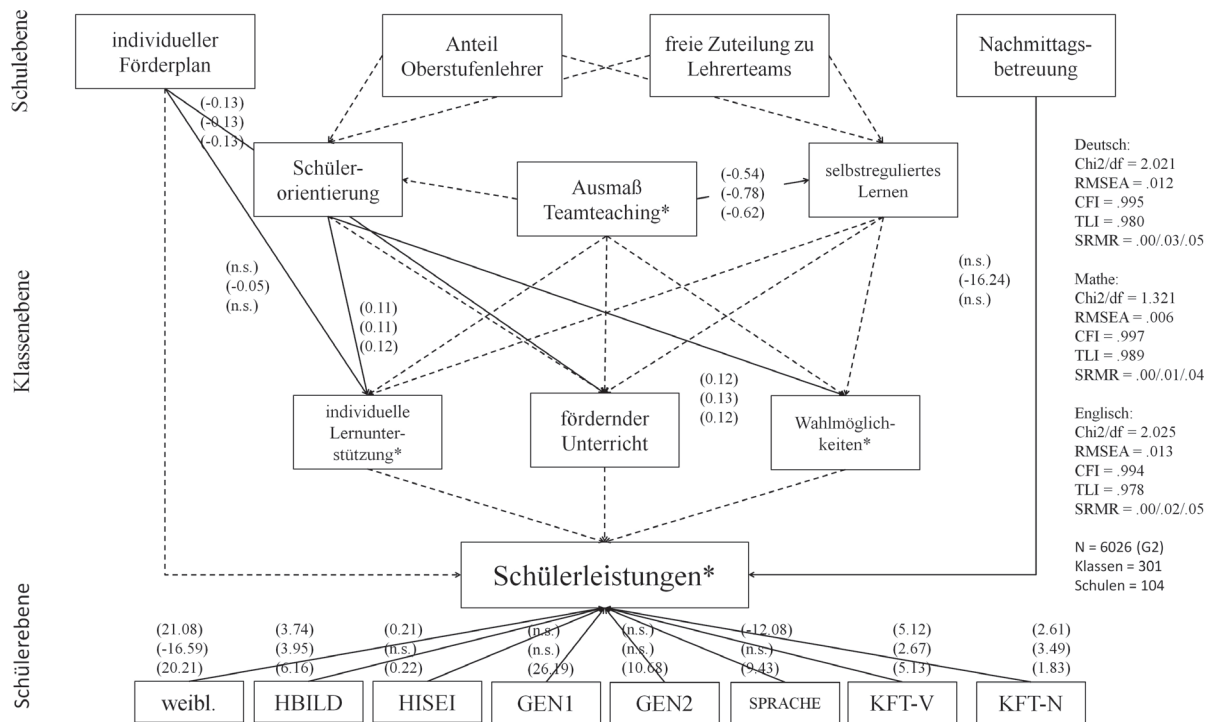 Schulebene
individueller
Förderplan
Anteil
Oberstufenlehrer
freie Zuteilung zu
Lehrerteams
Nachmittags-
betreuung
(-0.13)
(-0.13)
(-0.13)
Klassenebene
Schüler-
orientierung
Ausmaß
Teamteaching*
(-0.54)
(-0.78)
(-0.62)
selbstreguliertes
Lernen
(n.s.)
(-0.05)
(n.s.)
(0.11)
(0.11)
(0.12)
(0.12)
(0.13)
(0.12)
(n.s.)
(-16.24)
(n.s.)
individuelle
Lernunter-
stützung*
fördernder
Unterricht
Wahlmöglich-
keiten*
Deutsch:
Chi2/df = 2.021
RMSEA = .012
CFI = .995
TLI = .980
SRMR = .00/.03/.05
Mathe:
Chi2/df = 1.321
RMSEA = .006
CFI = .997
TLI = .989
SRMR = .00/.01/.04
Englisch:
Chi2/df = 2.025
RMSEA = .013
CFI = .994
TLI = .978
SRMR = .00/.02/.05
N = 6026 (G2)
Klassen = 301
Schulen = 104
Schülerebene
Schülerleistungen*
(21.08)
(-16.59)
(20.21)
weibl.
(3.74)
(3.95)
(6.16)
HBILD
(0.21)
(n.s.)
(0.22)
HISEI
(n.s.)
(n.s.)
(26.19)
GEN1
(n.s.)
(n.s.)
(10.68)
GEN2
(-12.08)
(n.s.)
(9.43)
SPRACHE
(5.12)
(2.67)
(5.13)
KFT-V
(2.61)
(3.49)
(1.83)
KFT-N